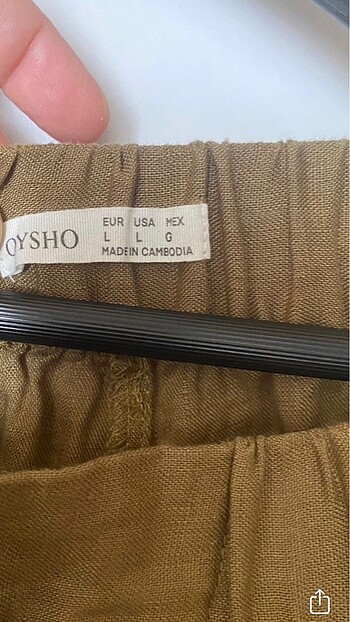 OYSHO
EUR USA MEX
L L G
MADE IN CAMBODIA